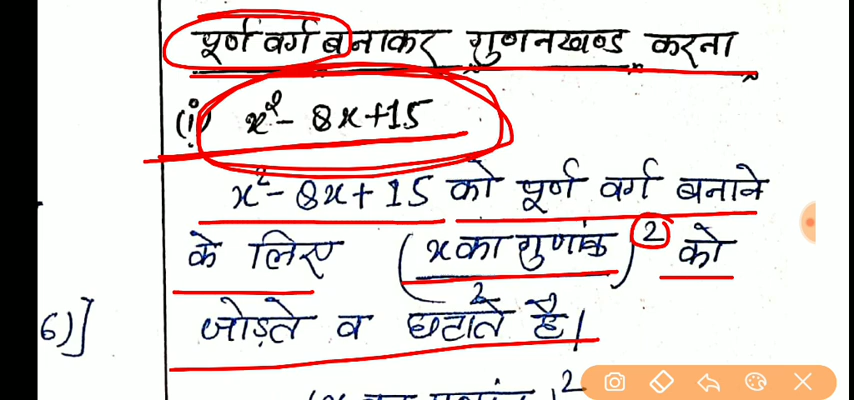 पूर्ण वर्ग बनाकर गुणनखण्ड करना
(i) x² - 8x + 15
x² - 8x + 15 को पूर्ण वर्ग बनाने
के लिए (x का गुणांक / 2)² को
6)] जोड़ते व घटाते है।